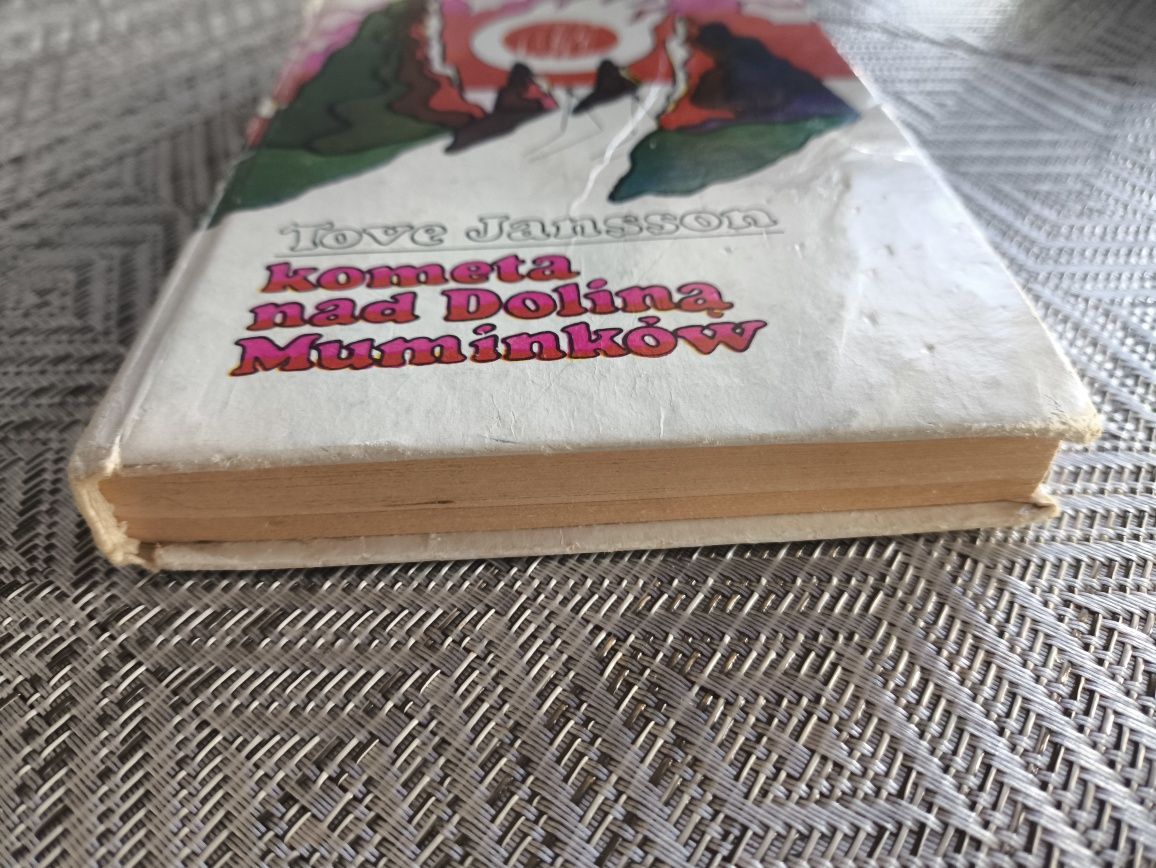 Tove Jansson
kometa
nad Doliną
Muminków